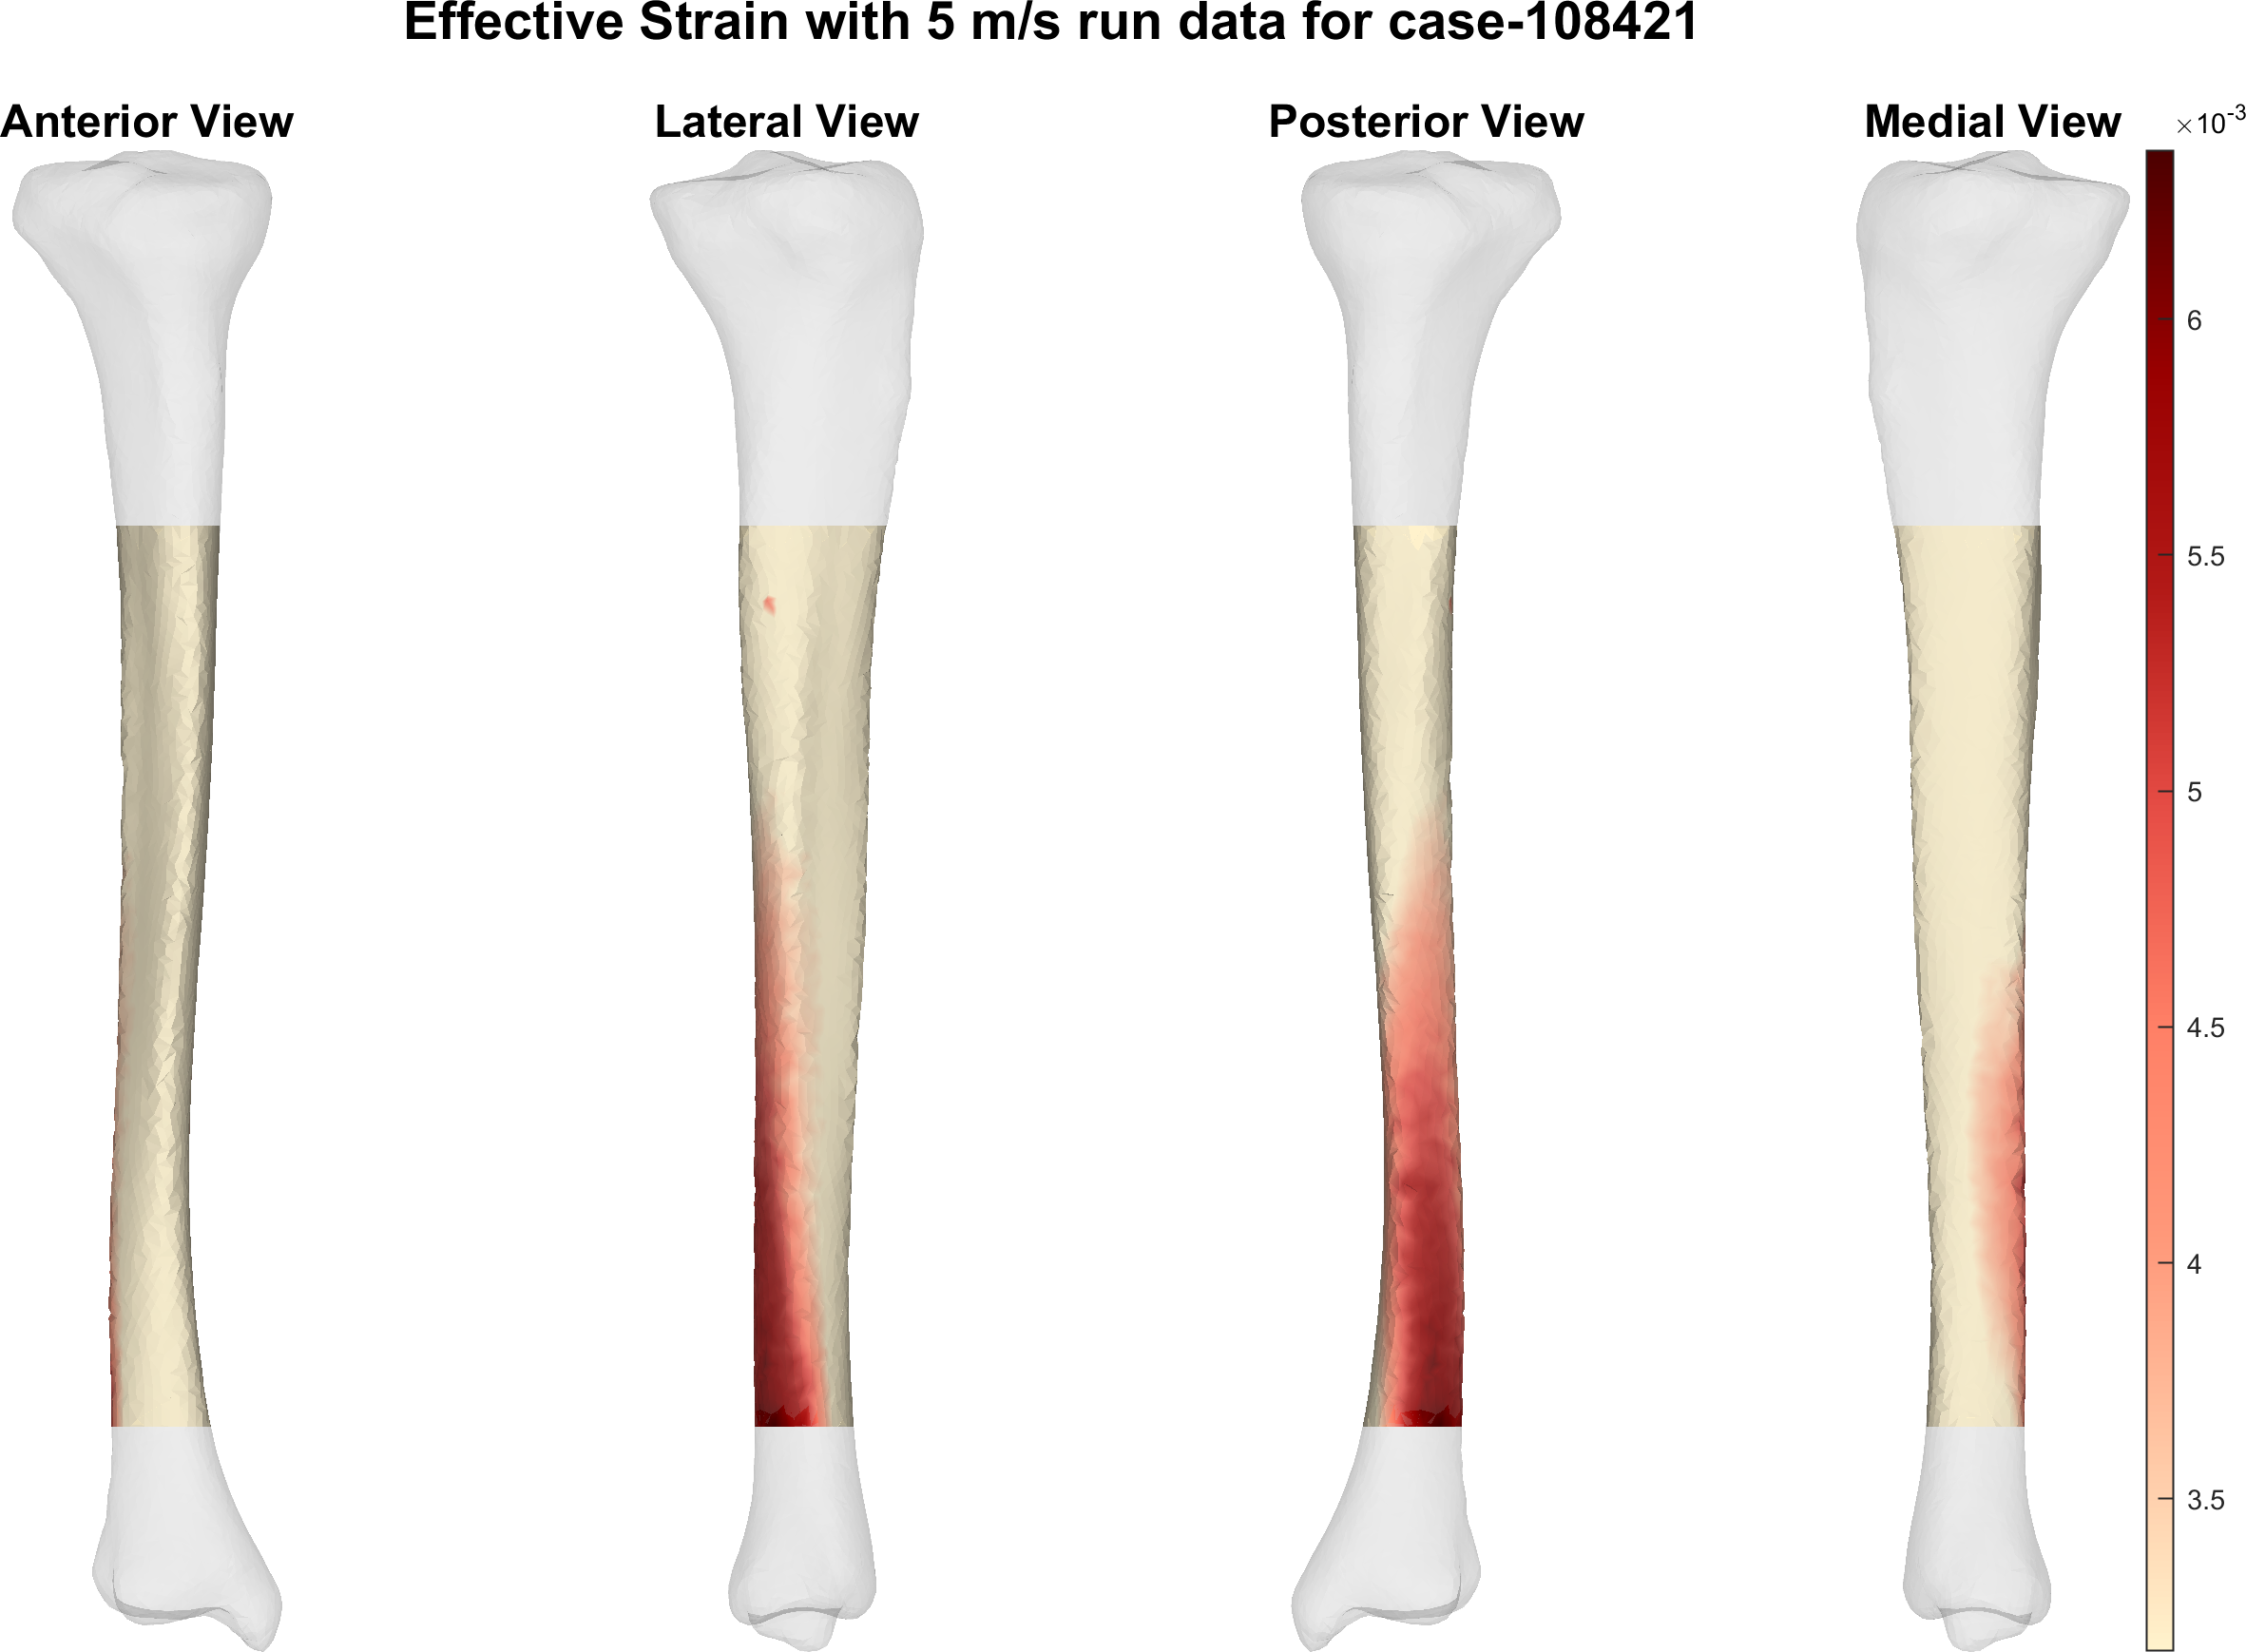 Effective Strain with 5 m/s run data for case-108421
Anterior View
Lateral View
Posterior View
Medial View
×10-3
6
5.5
5
4.5
4
3.5